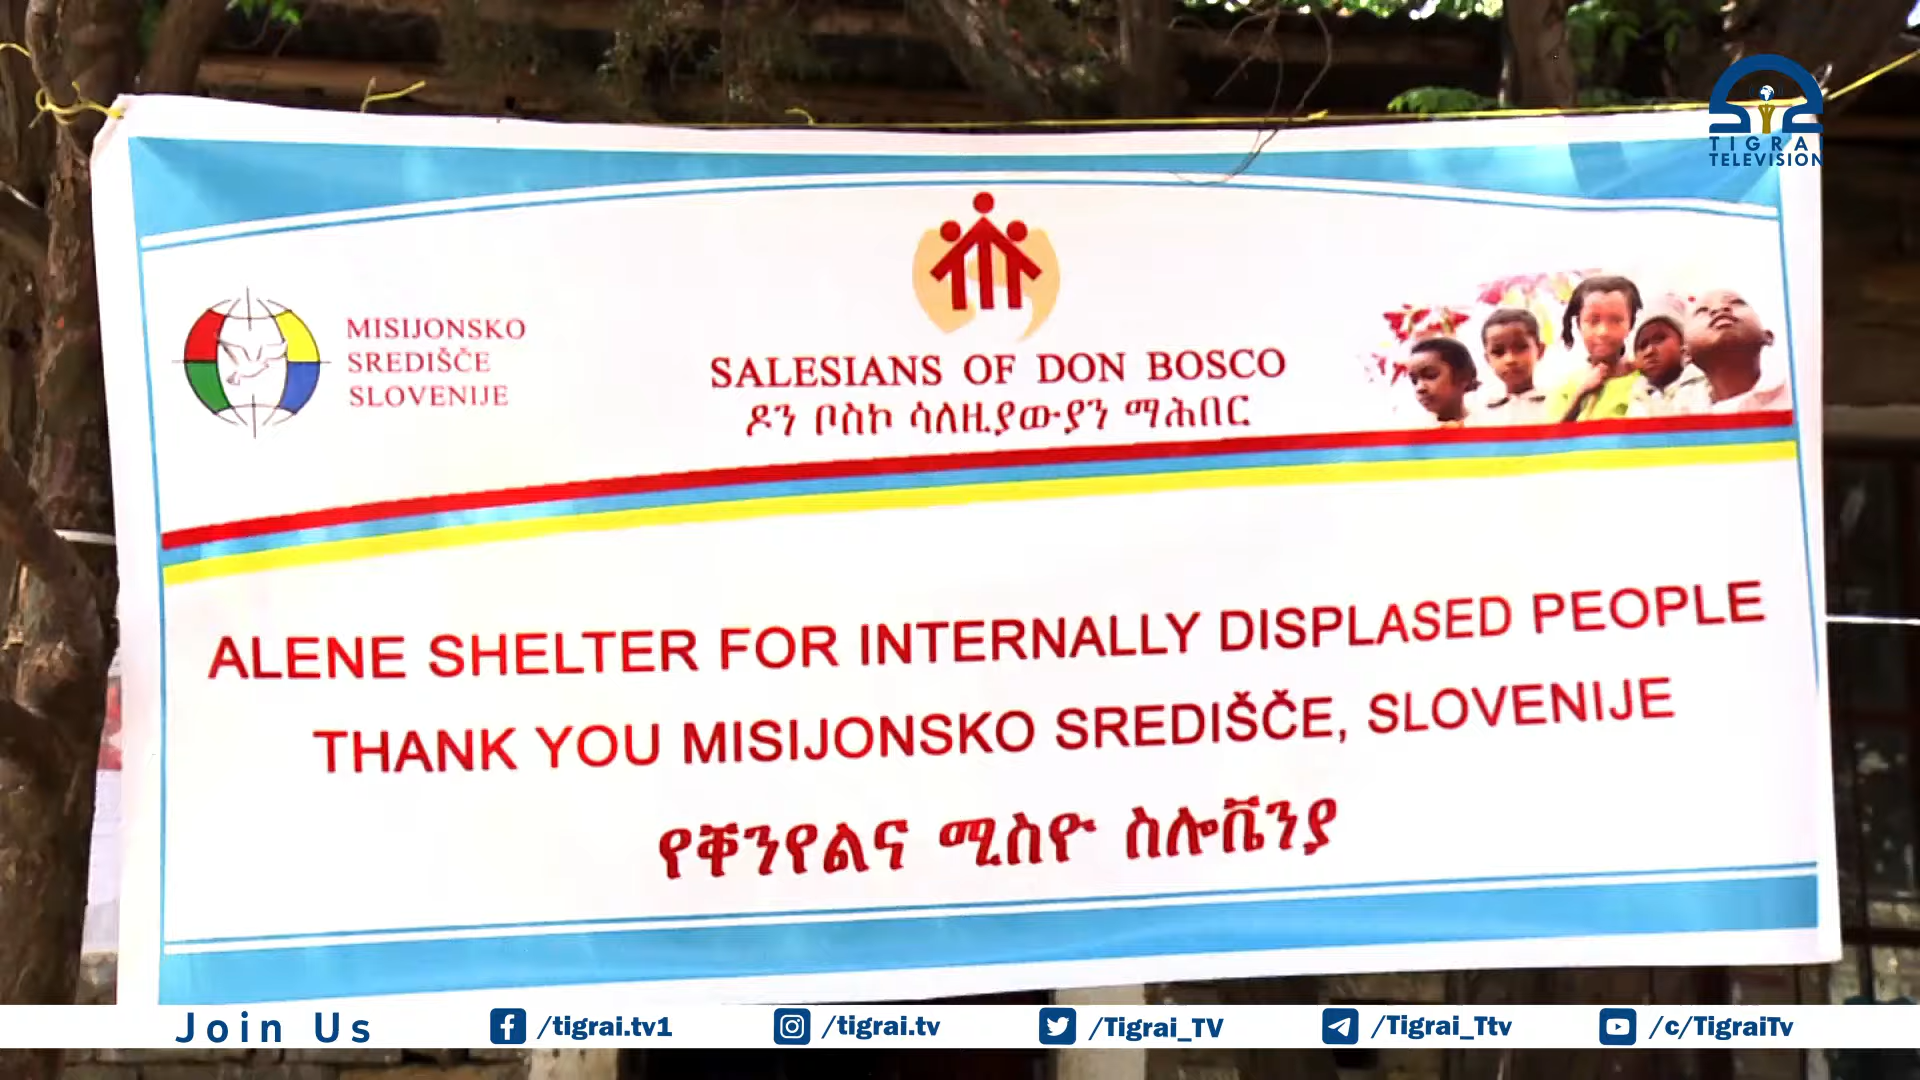 TIGRAI
TELEVISION
MISIJONSKO
SREDIŠČE
SLOVENIJE
SALESIANS OF DON BOSCO
ዶን ቦስኮ ሳለዚያውያን ማሕበር
ALENE SHELTER FOR INTERNALLY DISPLASED PEOPLE
THANK YOU MISIJONSKO SREDIŠČE, SLOVENIJE
የቐንየልና ሚስዮ ስሎቬንያ
Join Us
/tigrai.tv1
/tigrai.tv
/Tigrai_TV
/Tigrai_Ttv
/c/TigraiTv